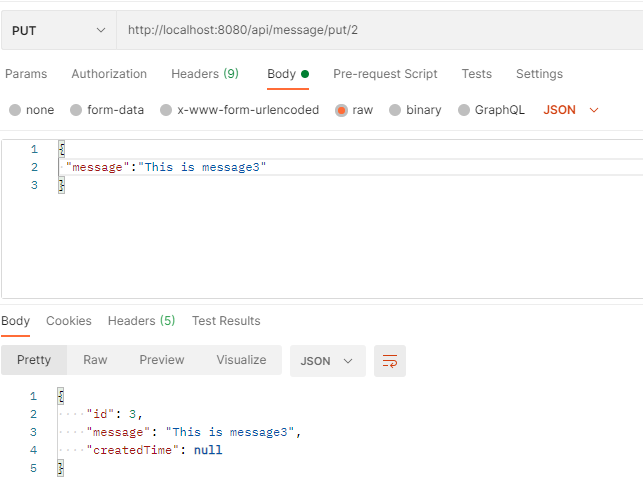 PUT http://localhost:8080/api/message/put/2
Params Authorization Headers (9) Body Pre-request Script Tests Settings
none form-data x-www-form-urlencoded raw binary GraphQL JSON
1 {
2 "message":"This is message3"
3 }
Body Cookies Headers (5) Test Results
Pretty Raw Preview Visualize JSON
1 {
2 "id": 3,
3 "message": "This is message3",
4 "createdTime": null
5 }